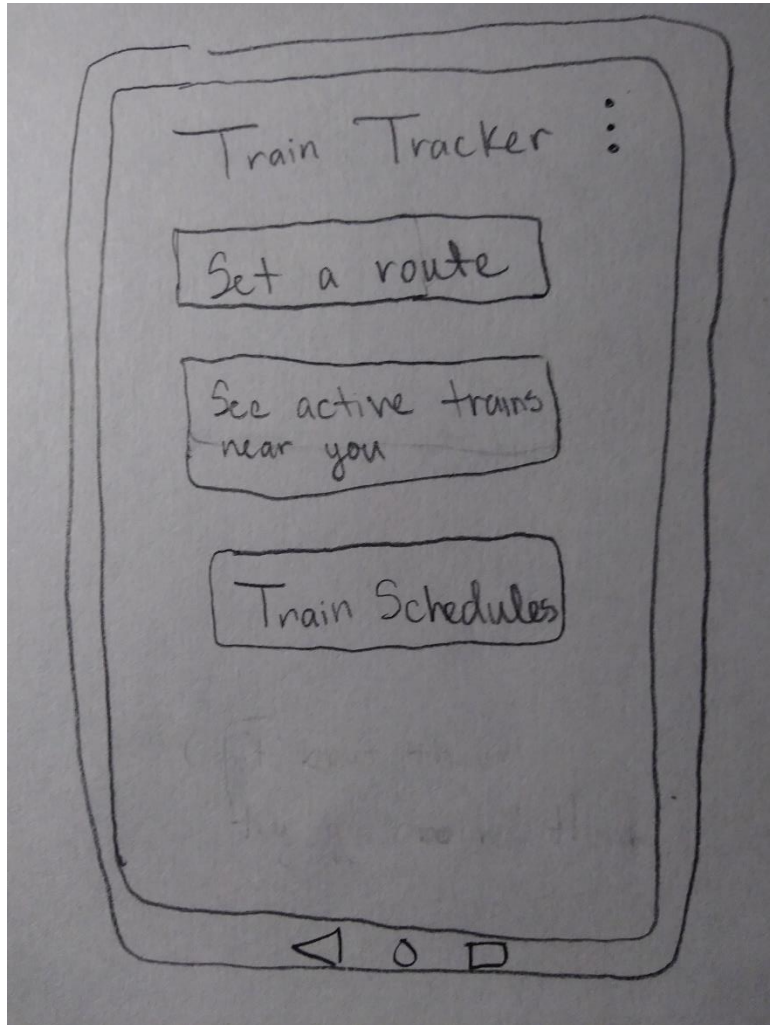 Train Tracker
Set a route
See active trains
near you
Train Schedules